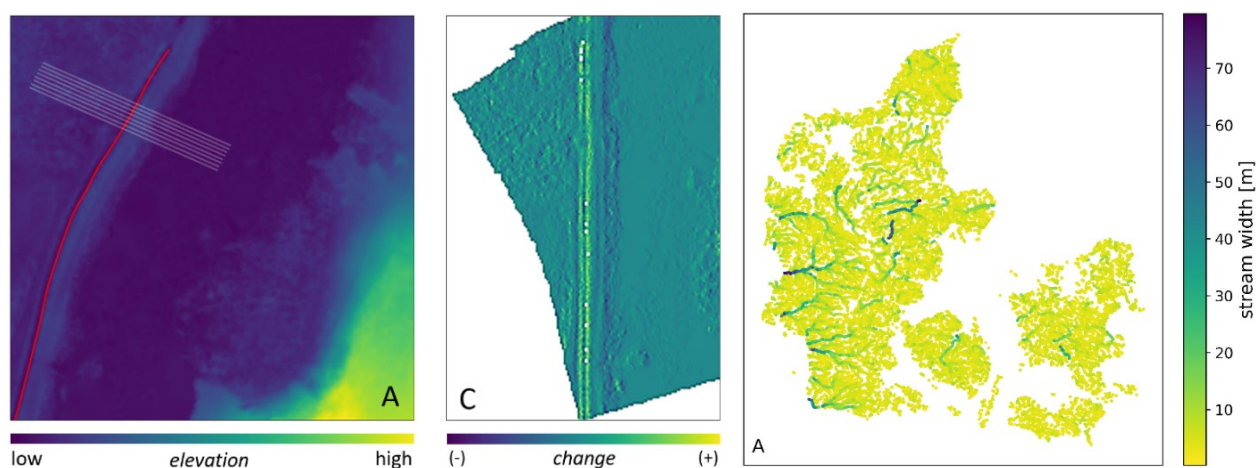 A
low elevation high
C
(-) change (+)
A
70
60
50
40
30
20
10
stream width [m]